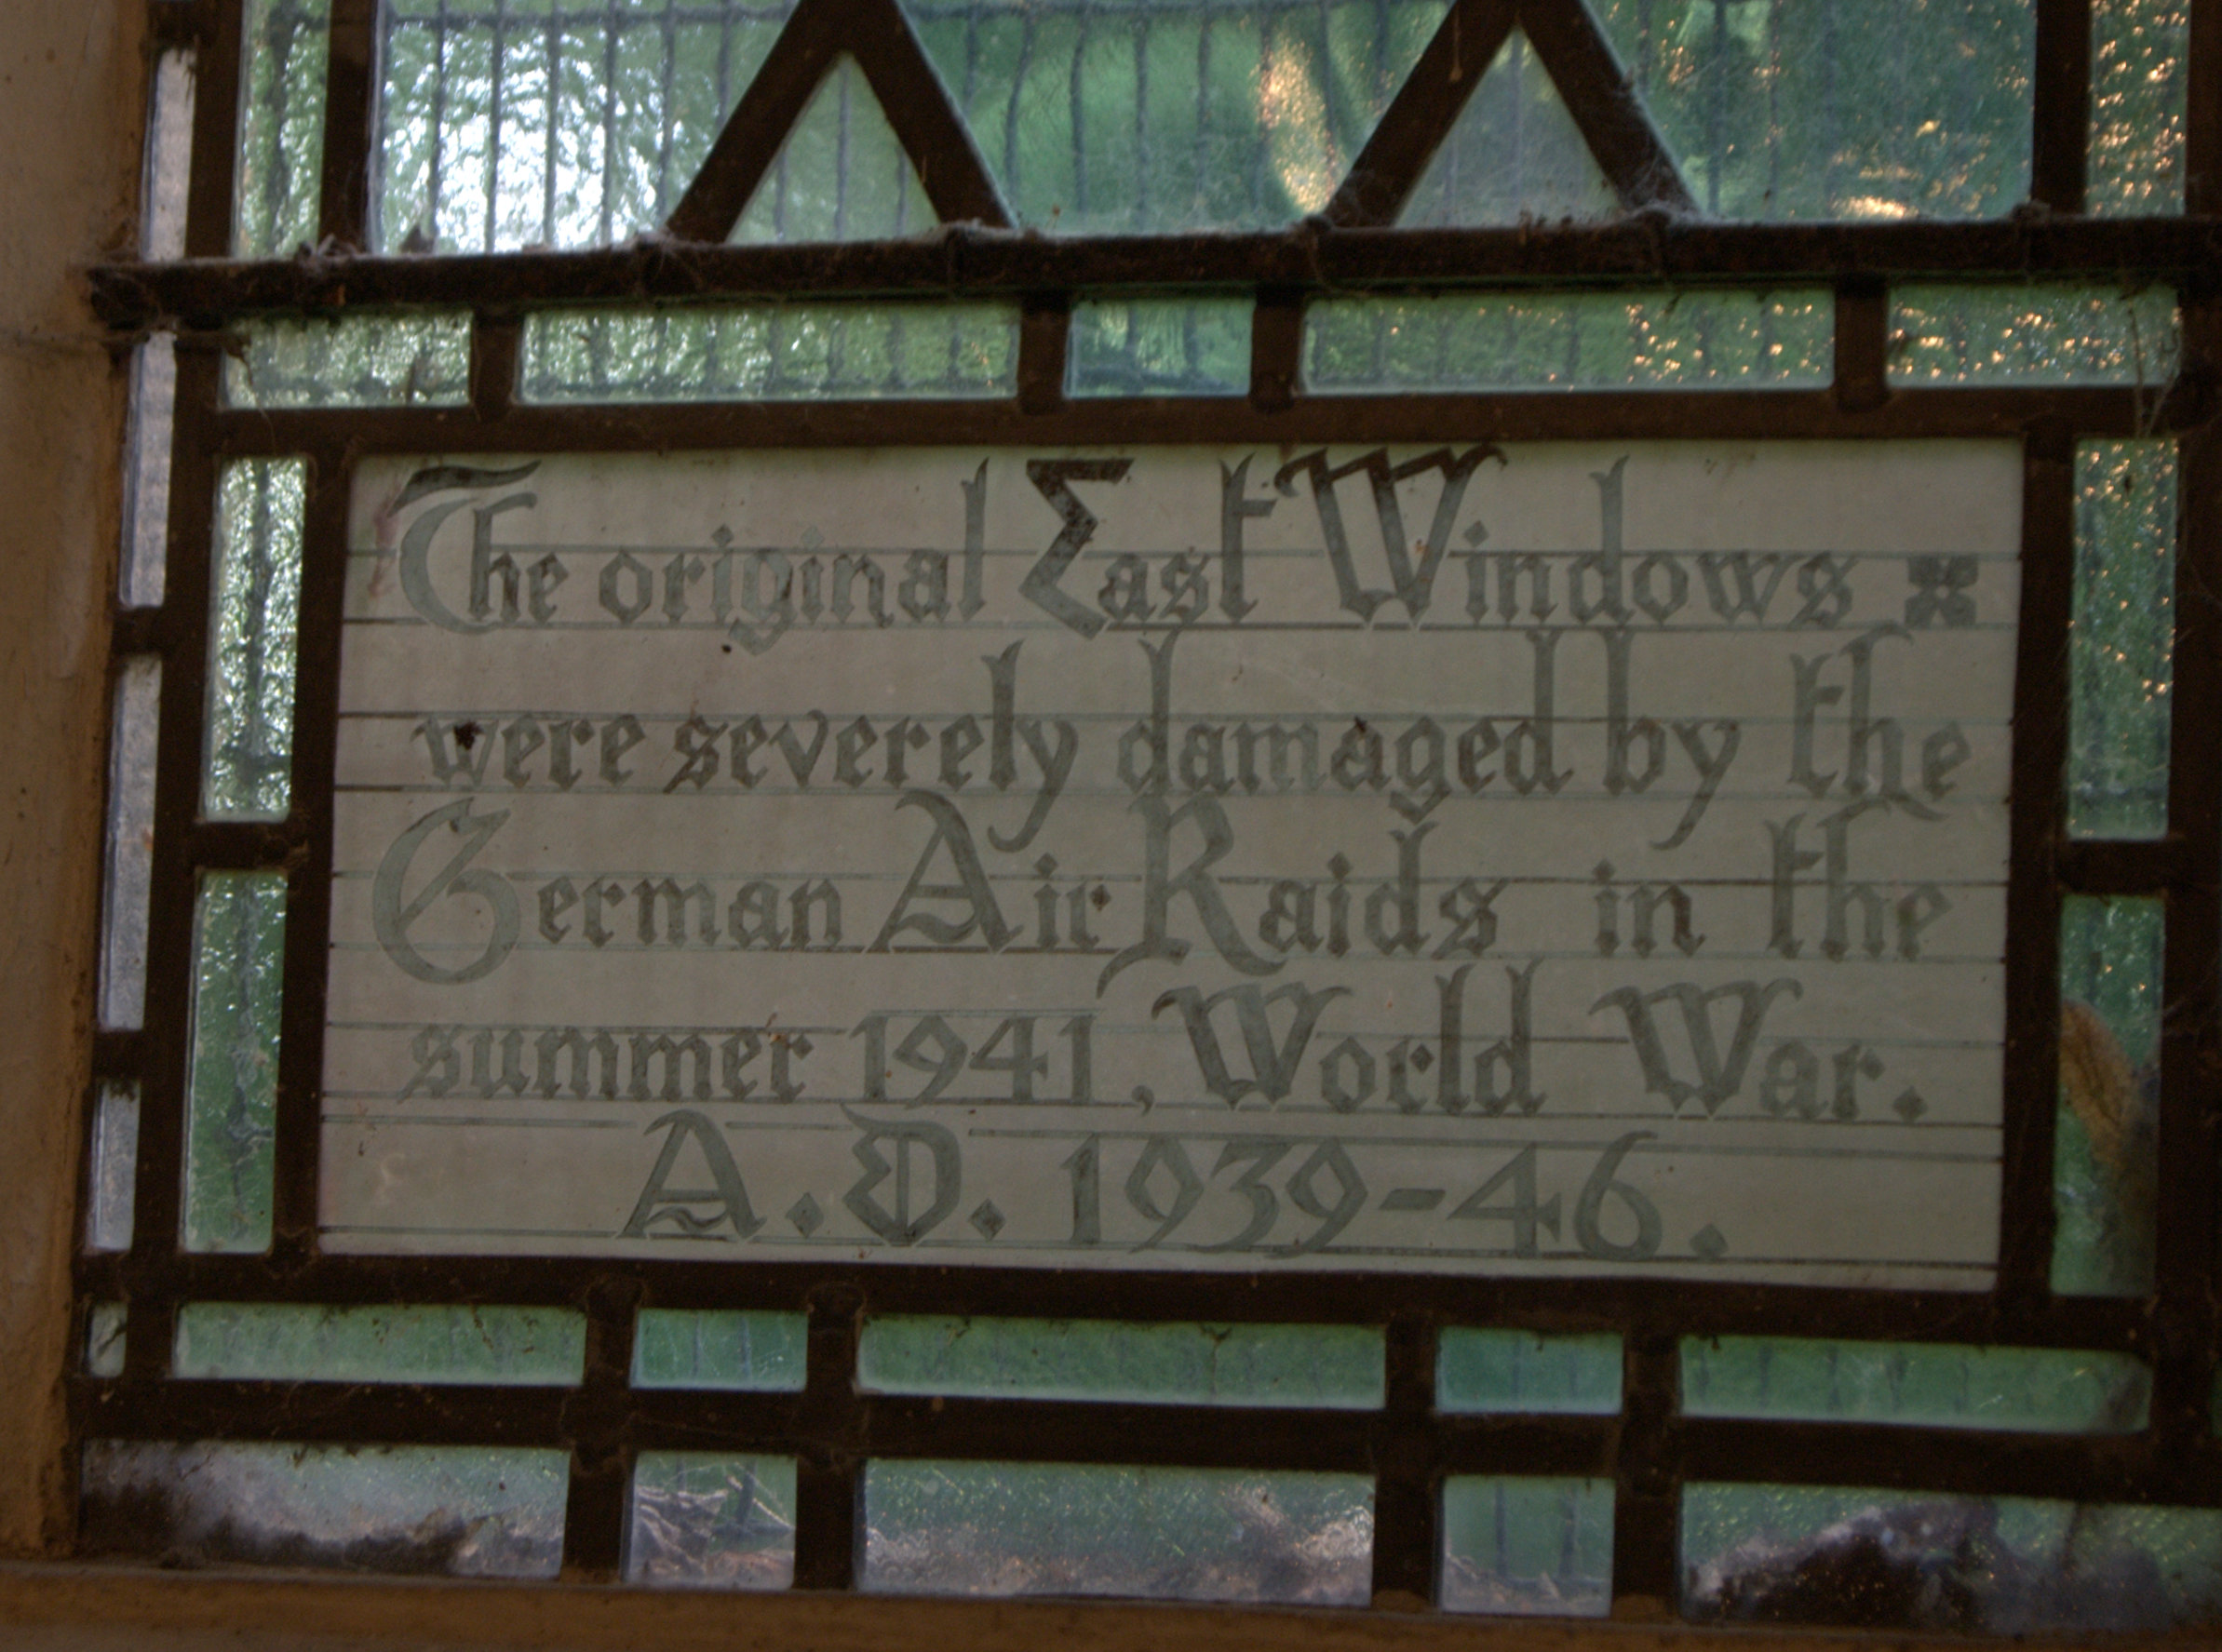 The original East Windows
were severely damaged by the
German Air Raids in the
summer 1941, World War.
A.D. 1939-46.